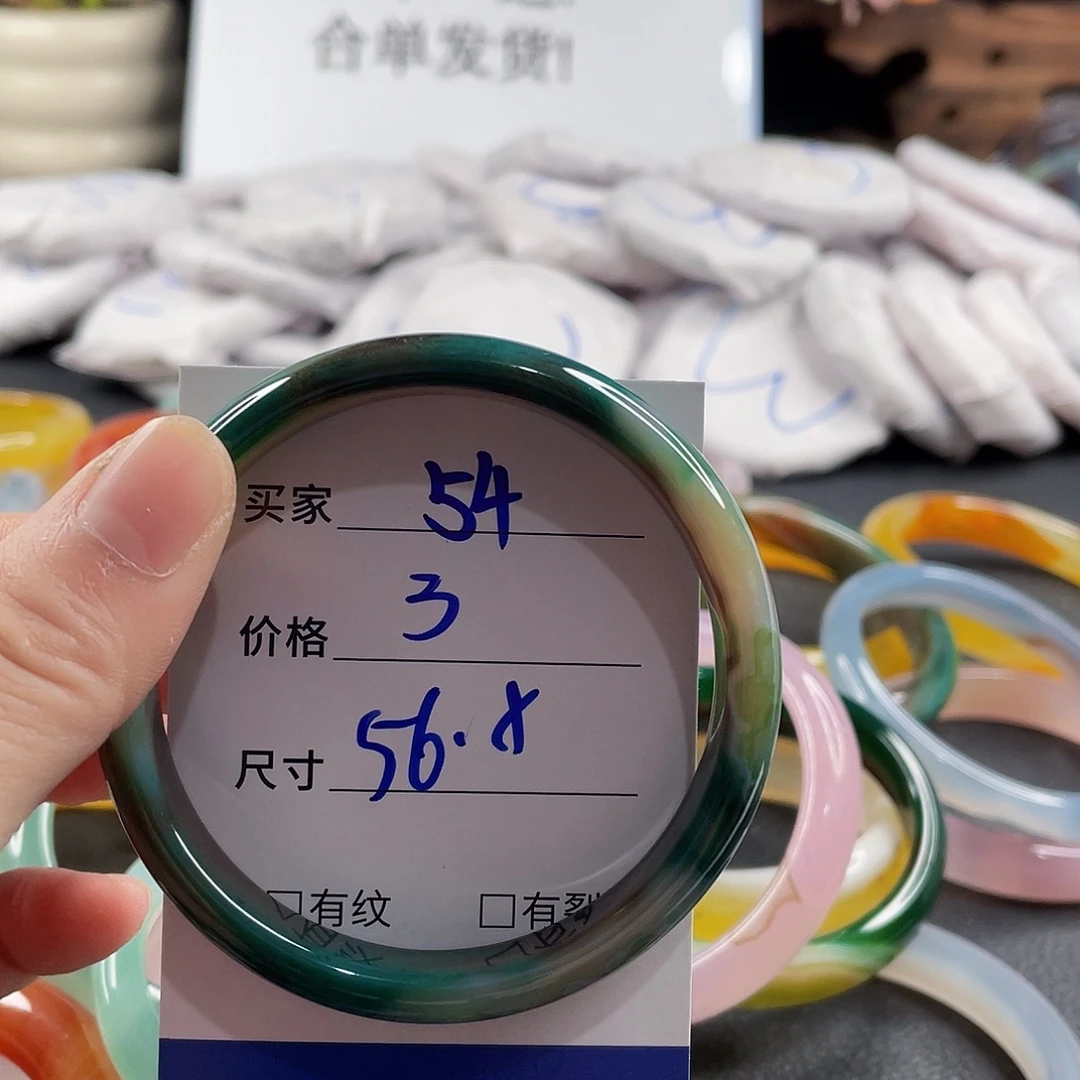 合单发货!
买家 54
价格 3
尺寸 56.8
□有纹 □有裂